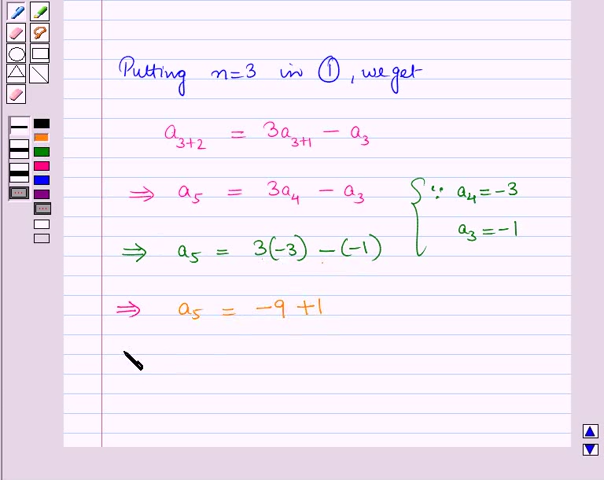 Putting n=3 in ①, we get
a₃₊₂ = 3a₃₊₁ − a₃
⇒ a₅ = 3a₄ − a₃ { ∵ a₄ = −3
a₃ = −1
⇒ a₅ = 3(−3) − (−1)
⇒ a₅ = −9 + 1